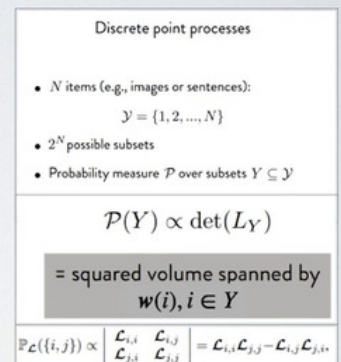 Discrete point processes
• N items (e.g., images or sentences):
𝒴 = {1, 2, ..., N}
• 2^N possible subsets
• Probability measure 𝒫 over subsets Y ⊆ 𝒴
𝒫(Y) ∝ det(L_Y)
= squared volume spanned by
w(i), i ∈ Y
ℙ_𝓛({i, j}) ∝ | 𝓛_{i,i} 𝓛_{i,j} ; 𝓛_{j,i} 𝓛_{j,j} | = 𝓛_{i,i}𝓛_{j,j} − 𝓛_{i,j}𝓛_{j,i}.